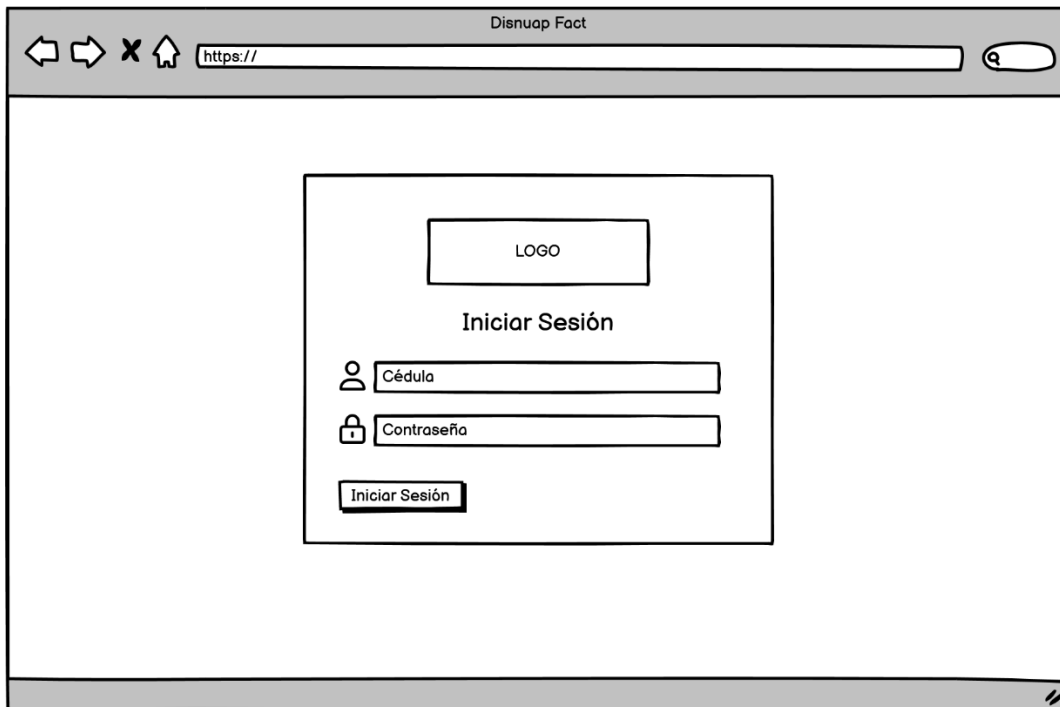 Disnuap Fact
https://
LOGO
Iniciar Sesión
Cédula
Contraseña
Iniciar Sesión